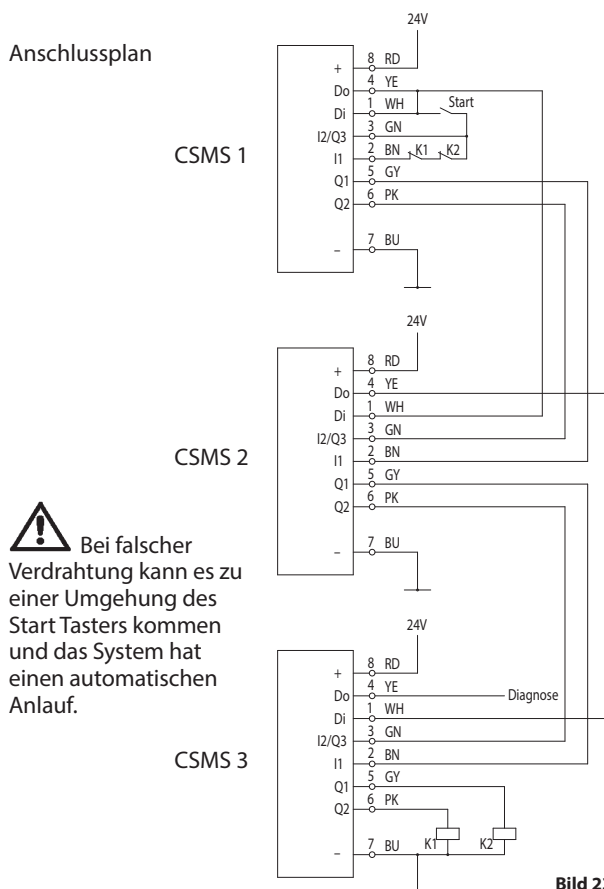 Anschlussplan
24V
CSMS 1
+ 8 RD
Do 4 YE
Di 1 WH Start
I2/Q3 3 GN
I1 2 BN K1 K2
Q1 5 GY
Q2 6 PK
– 7 BU
24V
CSMS 2
+ 8 RD
Do 4 YE
Di 1 WH
I2/Q3 3 GN
I1 2 BN
Q1 5 GY
Q2 6 PK
– 7 BU
Bei falscher
Verdrahtung kann es zu
einer Umgehung des
Start Tasters kommen
und das System hat
einen automatischen
Anlauf.
24V
CSMS 3
+ 8 RD
Do 4 YE Diagnose
Di 1 WH
I2/Q3 3 GN
I1 2 BN
Q1 5 GY
Q2 6 PK
– 7 BU K1 K2
Bild